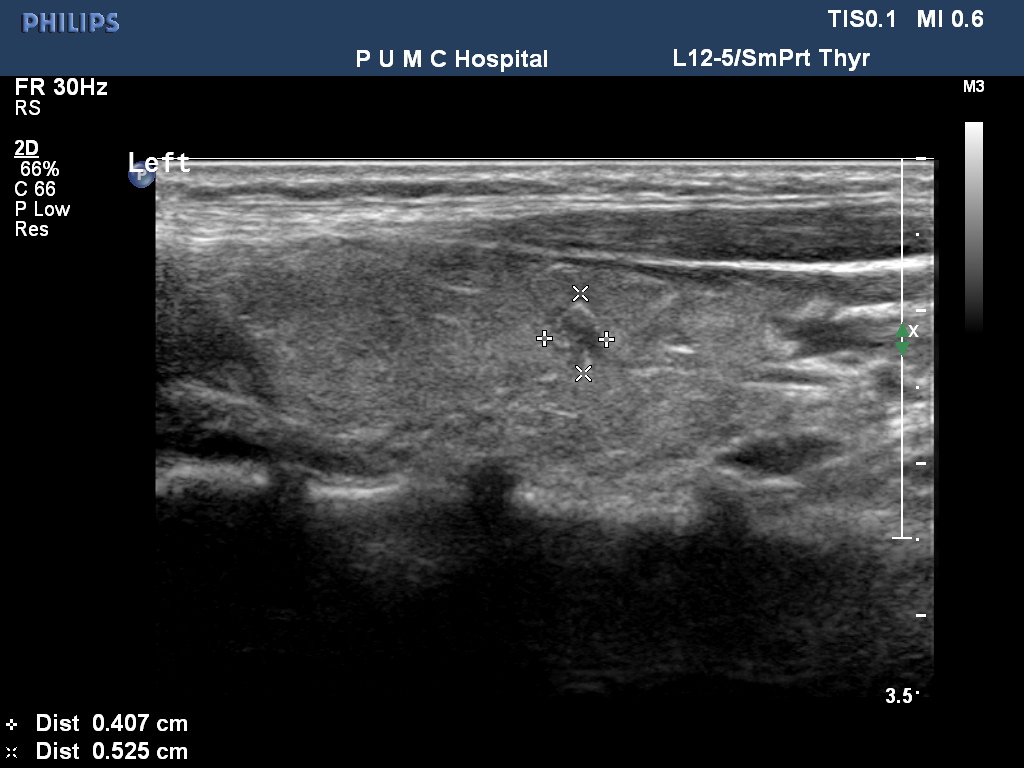 PHILIPS
TIS0.1 MI 0.6
P U M C Hospital
L12-5/SmPrt Thyr
FR 30Hz
RS
M3
2D
66%
C 66
P Low
Res
Left
P
X
3.5
Dist 0.407 cm
Dist 0.525 cm